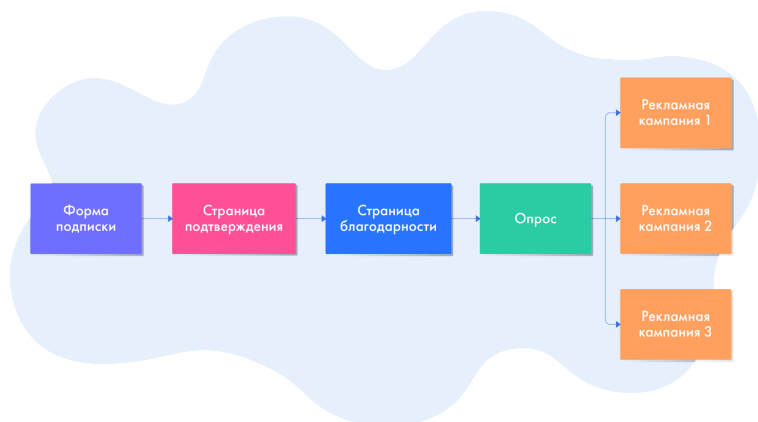 Форма
подписки
Страница
подтверждения
Страница
благодарности
Опрос
Рекламная
кампания 1
Рекламная
кампания 2
Рекламная
кампания 3